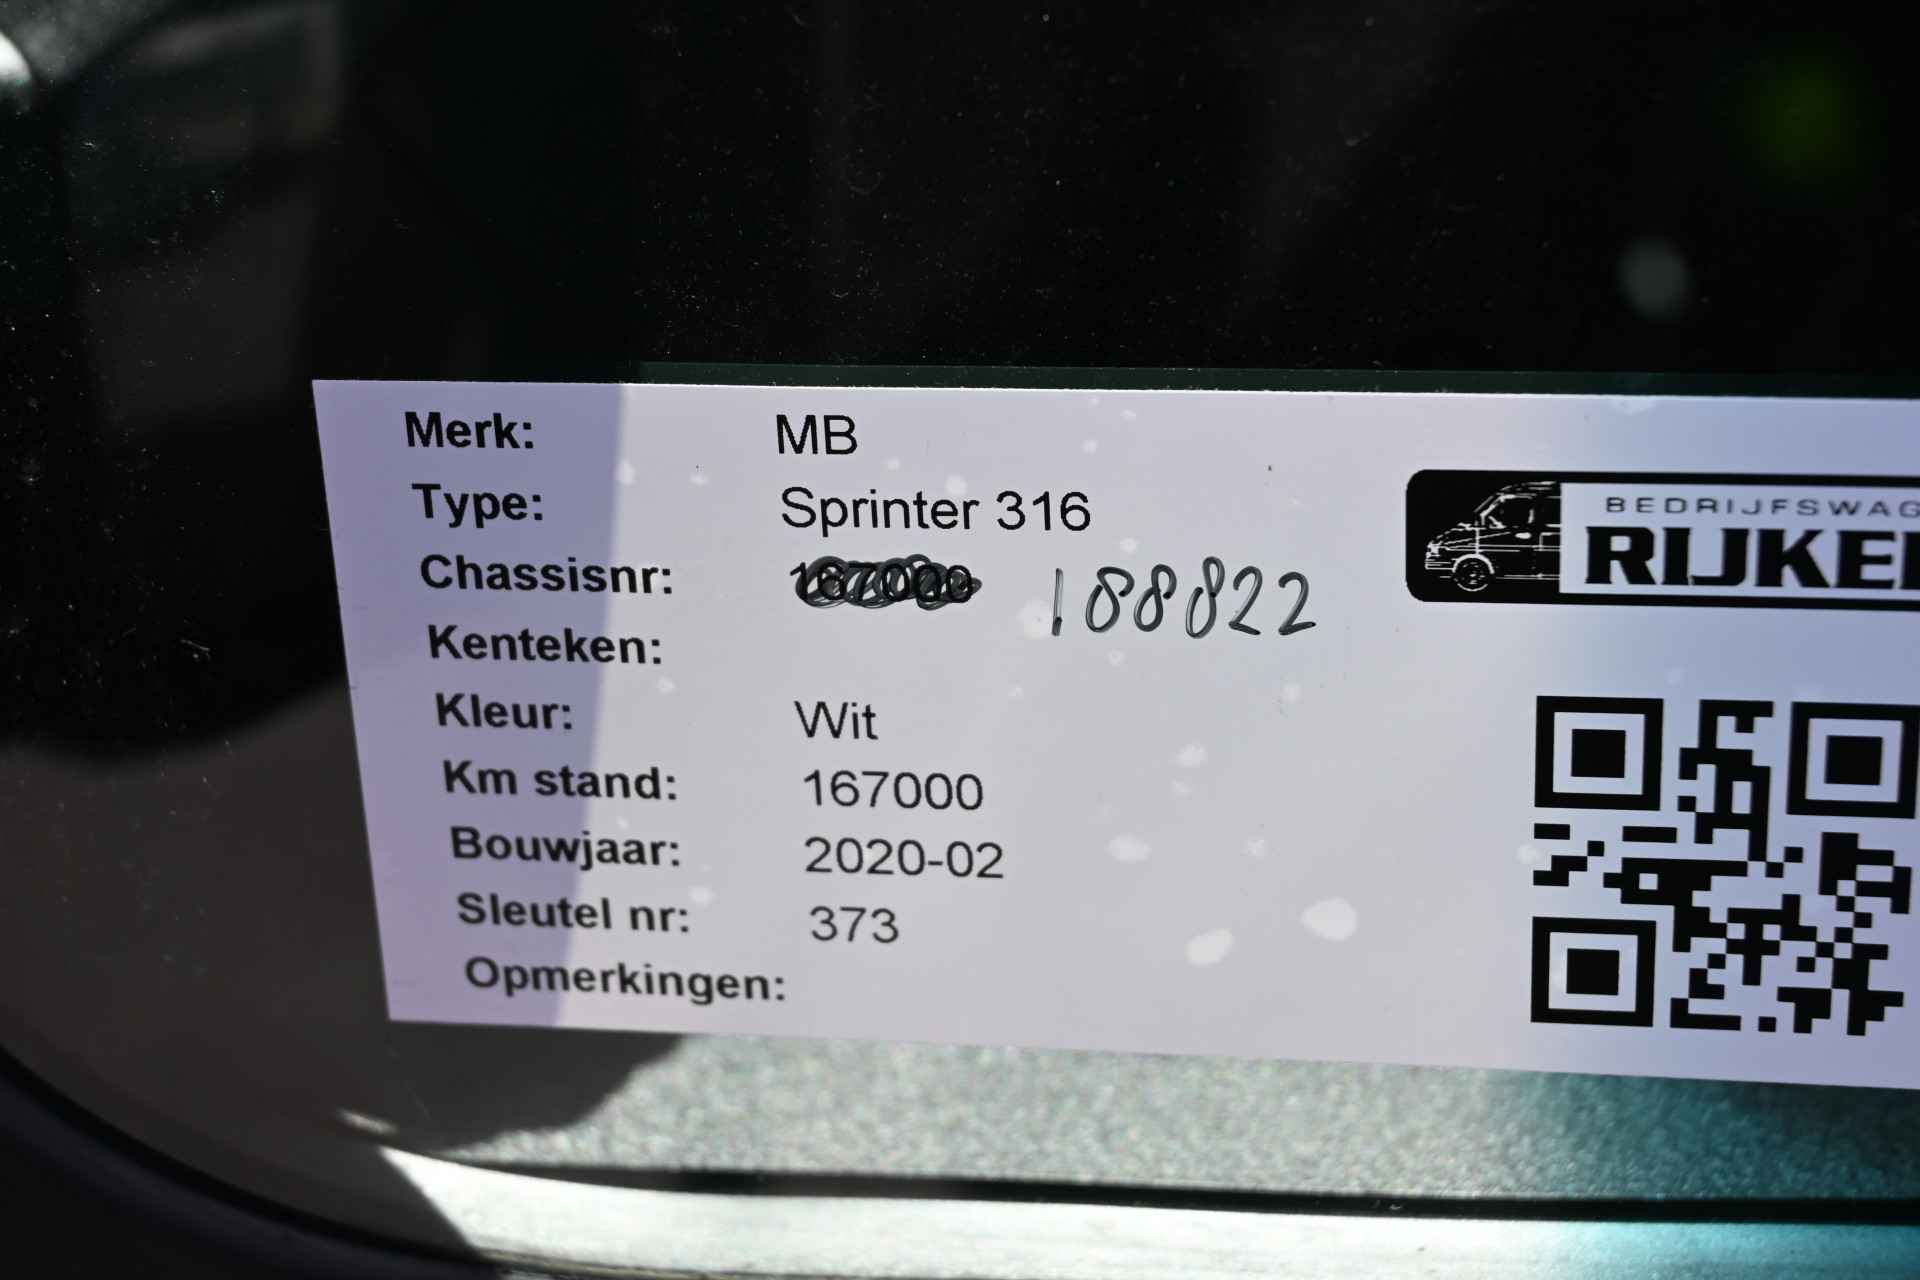 Merk: MB
Type: Sprinter 316
Chassisnr: 167000 188822
Kenteken:
Kleur: Wit
Km stand: 167000
Bouwjaar: 2020-02
Sleutel nr: 373
Opmerkingen:
BEDRIJFSWAG
RIJKE